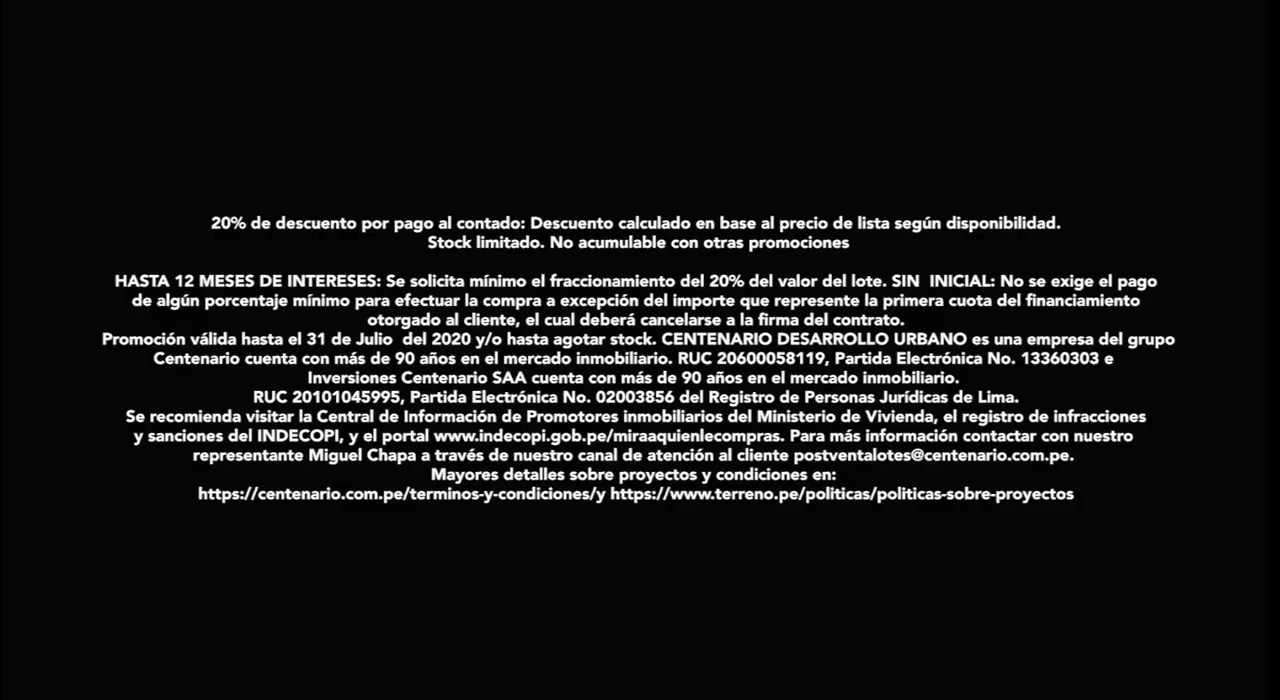 20% de descuento por pago al contado: Descuento calculado en base al precio de lista según disponibilidad.
Stock limitado. No acumulable con otras promociones
HASTA 12 MESES DE INTERESES: Se solicita mínimo el fraccionamiento del 20% del valor del lote. SIN  INICIAL: No se exige el pago
de algún porcentaje mínimo para efectuar la compra a excepción del importe que represente la primera cuota del financiamiento
otorgado al cliente, el cual deberá cancelarse a la firma del contrato.
Promoción válida hasta el 31 de Julio  del 2020 y/o hasta agotar stock. CENTENARIO DESARROLLO URBANO es una empresa del grupo
Centenario cuenta con más de 90 años en el mercado inmobiliario. RUC 20600058119, Partida Electrónica No. 13360303 e
Inversiones Centenario SAA cuenta con más de 90 años en el mercado inmobiliario.
RUC 20101045995, Partida Electrónica No. 02003856 del Registro de Personas Jurídicas de Lima.
Se recomienda visitar la Central de Información de Promotores inmobiliarios del Ministerio de Vivienda, el registro de infracciones
y sanciones del INDECOPI, y el portal www.indecopi.gob.pe/miraaquienlecompras. Para más información contactar con nuestro
representante Miguel Chapa a través de nuestro canal de atención al cliente postventalotes@centenario.com.pe.
Mayores detalles sobre proyectos y condiciones en:
https://centenario.com.pe/terminos-y-condiciones/y https://www.terreno.pe/politicas/politicas-sobre-proyectos